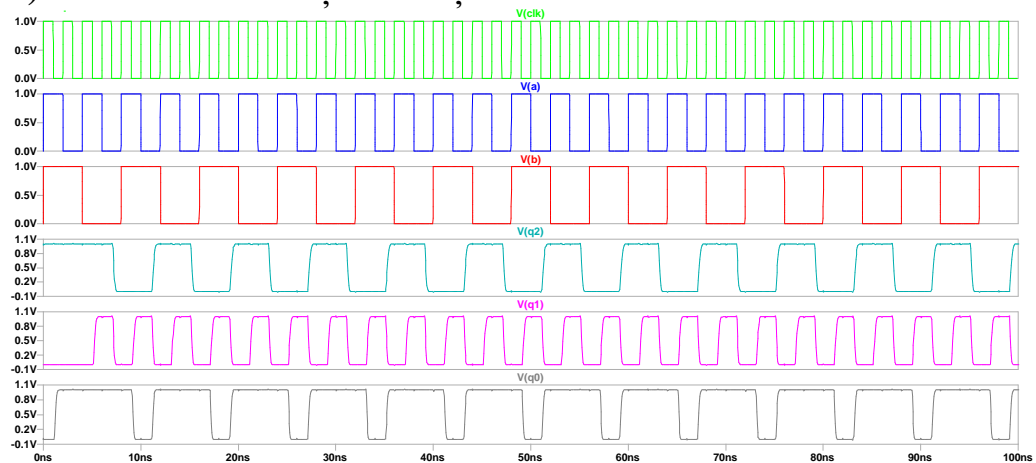 V(clk)
1.0V
0.5V
0.0V
V(a)
1.0V
0.5V
0.0V
V(b)
1.0V
0.5V
0.0V
V(q2)
1.1V
0.8V
0.5V
0.2V
-0.1V
V(q1)
1.1V
0.8V
0.5V
0.2V
-0.1V
V(q0)
1.1V
0.8V
0.5V
0.2V
-0.1V
0ns 10ns 20ns 30ns 40ns 50ns 60ns 70ns 80ns 90ns 100ns